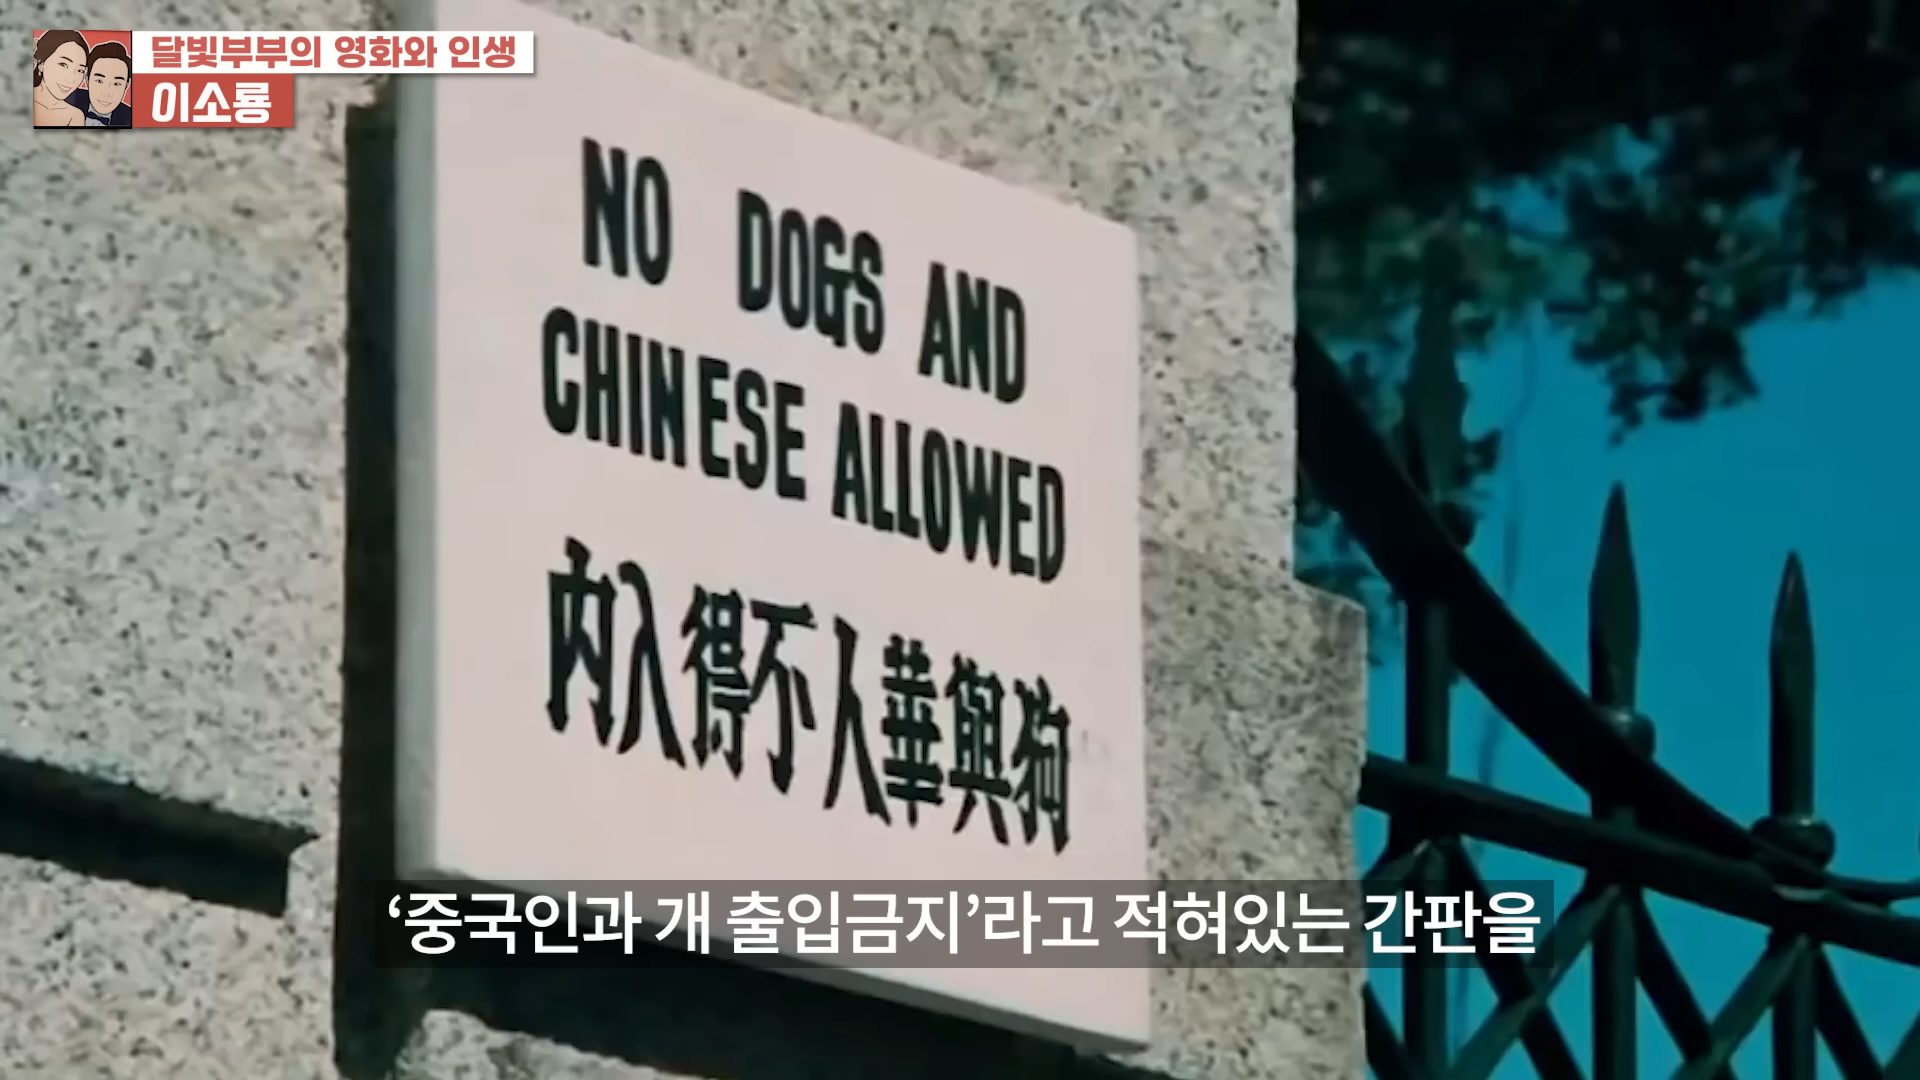 달빛부부의 영화와 인생
이소룡
NO DOGS AND
CHINESE ALLOWED
內入得不人華與狗
‘중국인과 개 출입금지’라고 적혀있는 간판을